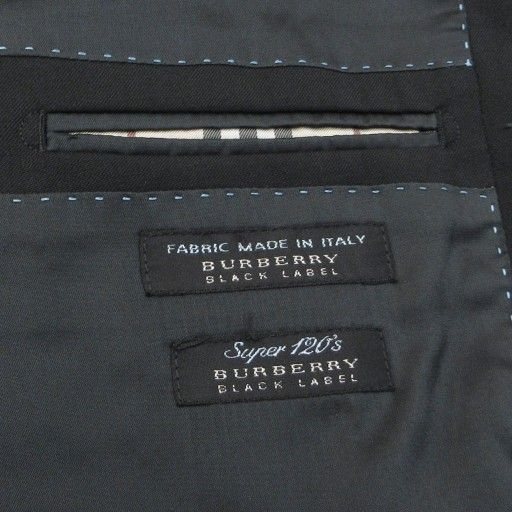 FABRIC MADE IN ITALY
BURBERRY
BLACK LABEL
Super 120's
BURBERRY
BLACK LABEL